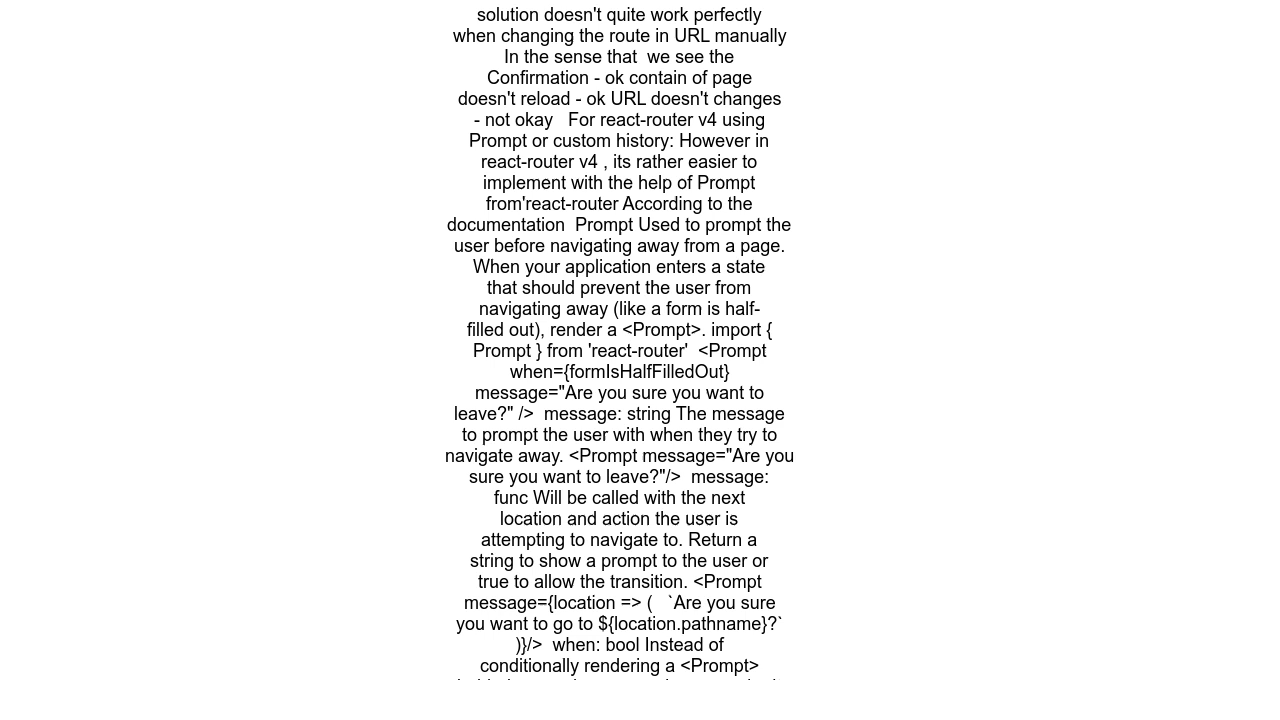 solution doesn't quite work perfectly
when changing the route in URL manually
In the sense that  we see the
Confirmation - ok contain of page
doesn't reload - ok URL doesn't changes
- not okay   For react-router v4 using
Prompt or custom history: However in
react-router v4 , its rather easier to
implement with the help of Prompt
from'react-router According to the
documentation  Prompt Used to prompt the
user before navigating away from a page.
When your application enters a state
that should prevent the user from
navigating away (like a form is half-
filled out), render a <Prompt>. import {
Prompt } from 'react-router'  <Prompt
when={formIsHalfFilledOut}
message="Are you sure you want to
leave?" />  message: string The message
to prompt the user with when they try to
navigate away. <Prompt message="Are you
sure you want to leave?"/>  message:
func Will be called with the next
location and action the user is
attempting to navigate to. Return a
string to show a prompt to the user or
true to allow the transition. <Prompt
message={location => (   `Are you sure
you want to go to ${location.pathname}?`
)}/>  when: bool Instead of
conditionally rendering a <Prompt>